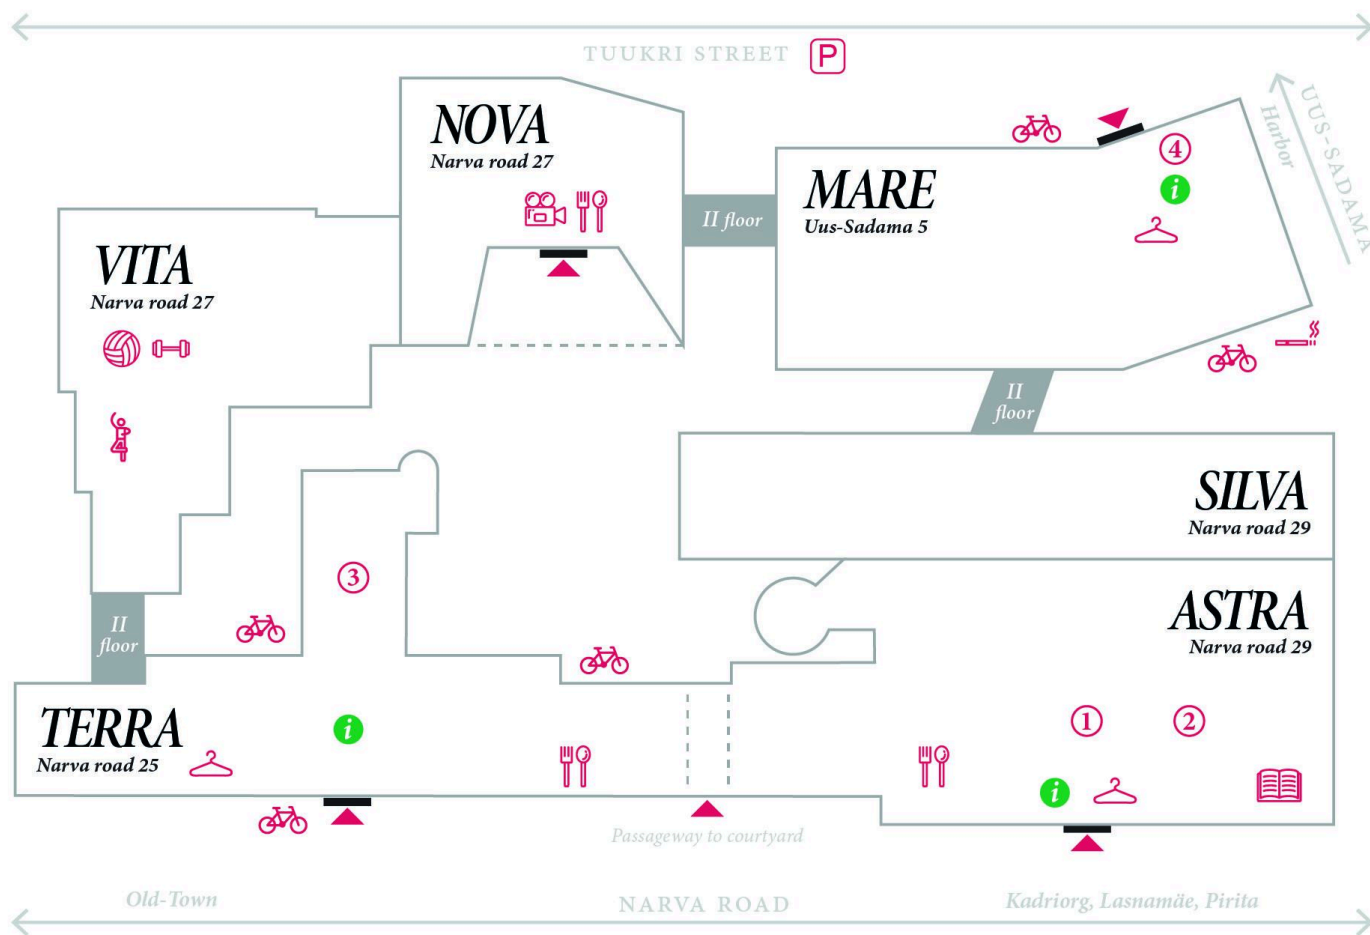 TUUKRI STREET P
NOVA
Narva road 27
UUS-SADAMA
Harbor
4
i
MARE
Uus-Sadama 5
II floor
VITA
Narva road 27
II
floor
SILVA
Narva road 29
3
ASTRA
Narva road 29
II
floor
TERRA
Narva road 25
i
1
2
i
Passageway to courtyard
Old-Town
NARVA ROAD
Kadriorg, Lasnamäe, Pirita